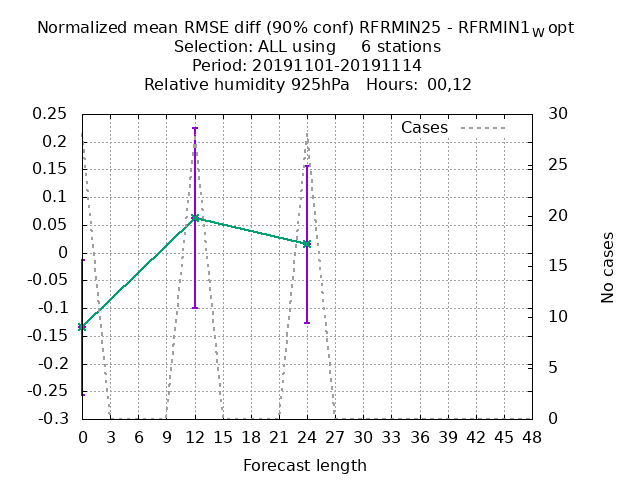 Normalized mean RMSE diff (90% conf) RFRMIN25 - RFRMIN1wopt
Selection: ALL using 6 stations
Period: 20191101-20191114
Relative humidity 925hPa Hours: 00,12
Cases
0.25
0.2
0.15
0.1
0.05
0
-0.05
-0.1
-0.15
-0.2
-0.25
-0.3
30
25
20
15
10
5
0
No cases
0 3 6 9 12 15 18 21 24 27 30 33 36 39 42 45 48
Forecast length